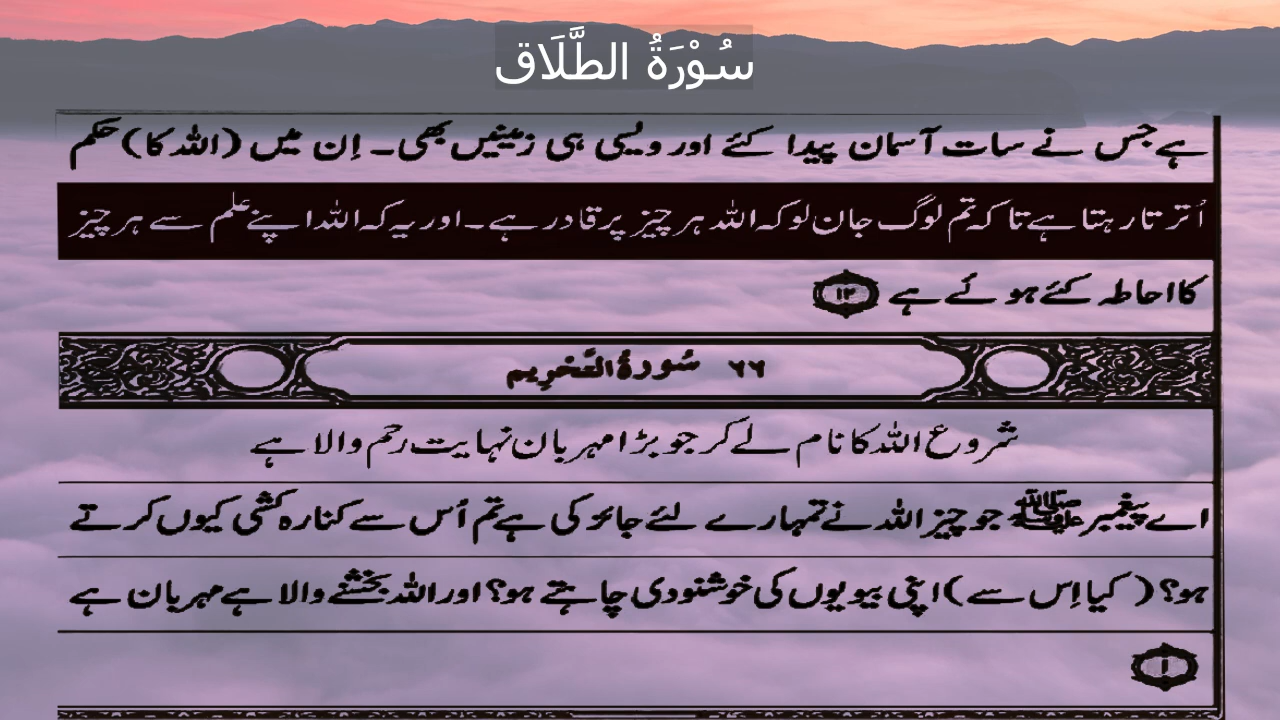 سُوْرَةُ الطَّلَاق
ہے جس نے سات آسمان پیدا کئے اور ویسی ہی زمینیں بھی۔ اِن میں (اللہ کا) حکم
اُترتا رہتا ہے تاکہ تم لوگ جان لو کہ اللہ ہر چیز پر قادر ہے۔ اور یہ کہ اللہ اپنے علم سے ہر چیز
کا احاطہ کئے ہوئے ہے ۱۲
۶۶ سُورۃُ التَّحْرِیم
شروع اللہ کا نام لے کر جو بڑا مہربان نہایت رحم والا ہے
اے پیغمبر ﷺ جو چیز اللہ نے تمہارے لئے جائز کی ہے تم اُس سے کنارہ کشی کیوں کرتے
ہو؟ (کیا اِس سے) اپنی بیویوں کی خوشنودی چاہتے ہو؟ اور اللہ بخشنے والا ہے مہربان ہے
۱